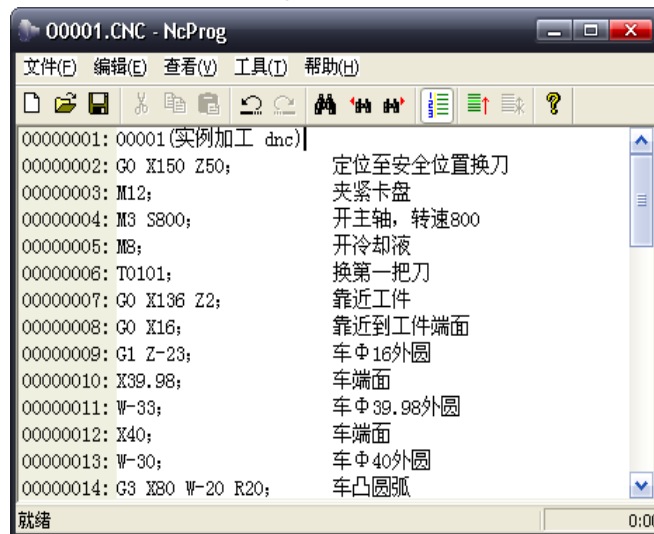 O0001.CNC - NcProg
文件(F) 编辑(E) 查看(V) 工具(T) 帮助(H)
00000001: O0001(实例加工 dnc)
00000002: G0 X150 Z50; 定位至安全位置换刀
00000003: M12; 夹紧卡盘
00000004: M3 S800; 开主轴，转速800
00000005: M8; 开冷却液
00000006: T0101; 换第一把刀
00000007: G0 X136 Z2; 靠近工件
00000008: G0 X16; 靠近到工件端面
00000009: G1 Z-23; 车Φ16外圆
00000010: X39.98; 车端面
00000011: W-33; 车Φ39.98外圆
00000012: X40; 车端面
00000013: W-30; 车Φ40外圆
00000014: G3 X80 W-20 R20; 车凸圆弧
就绪